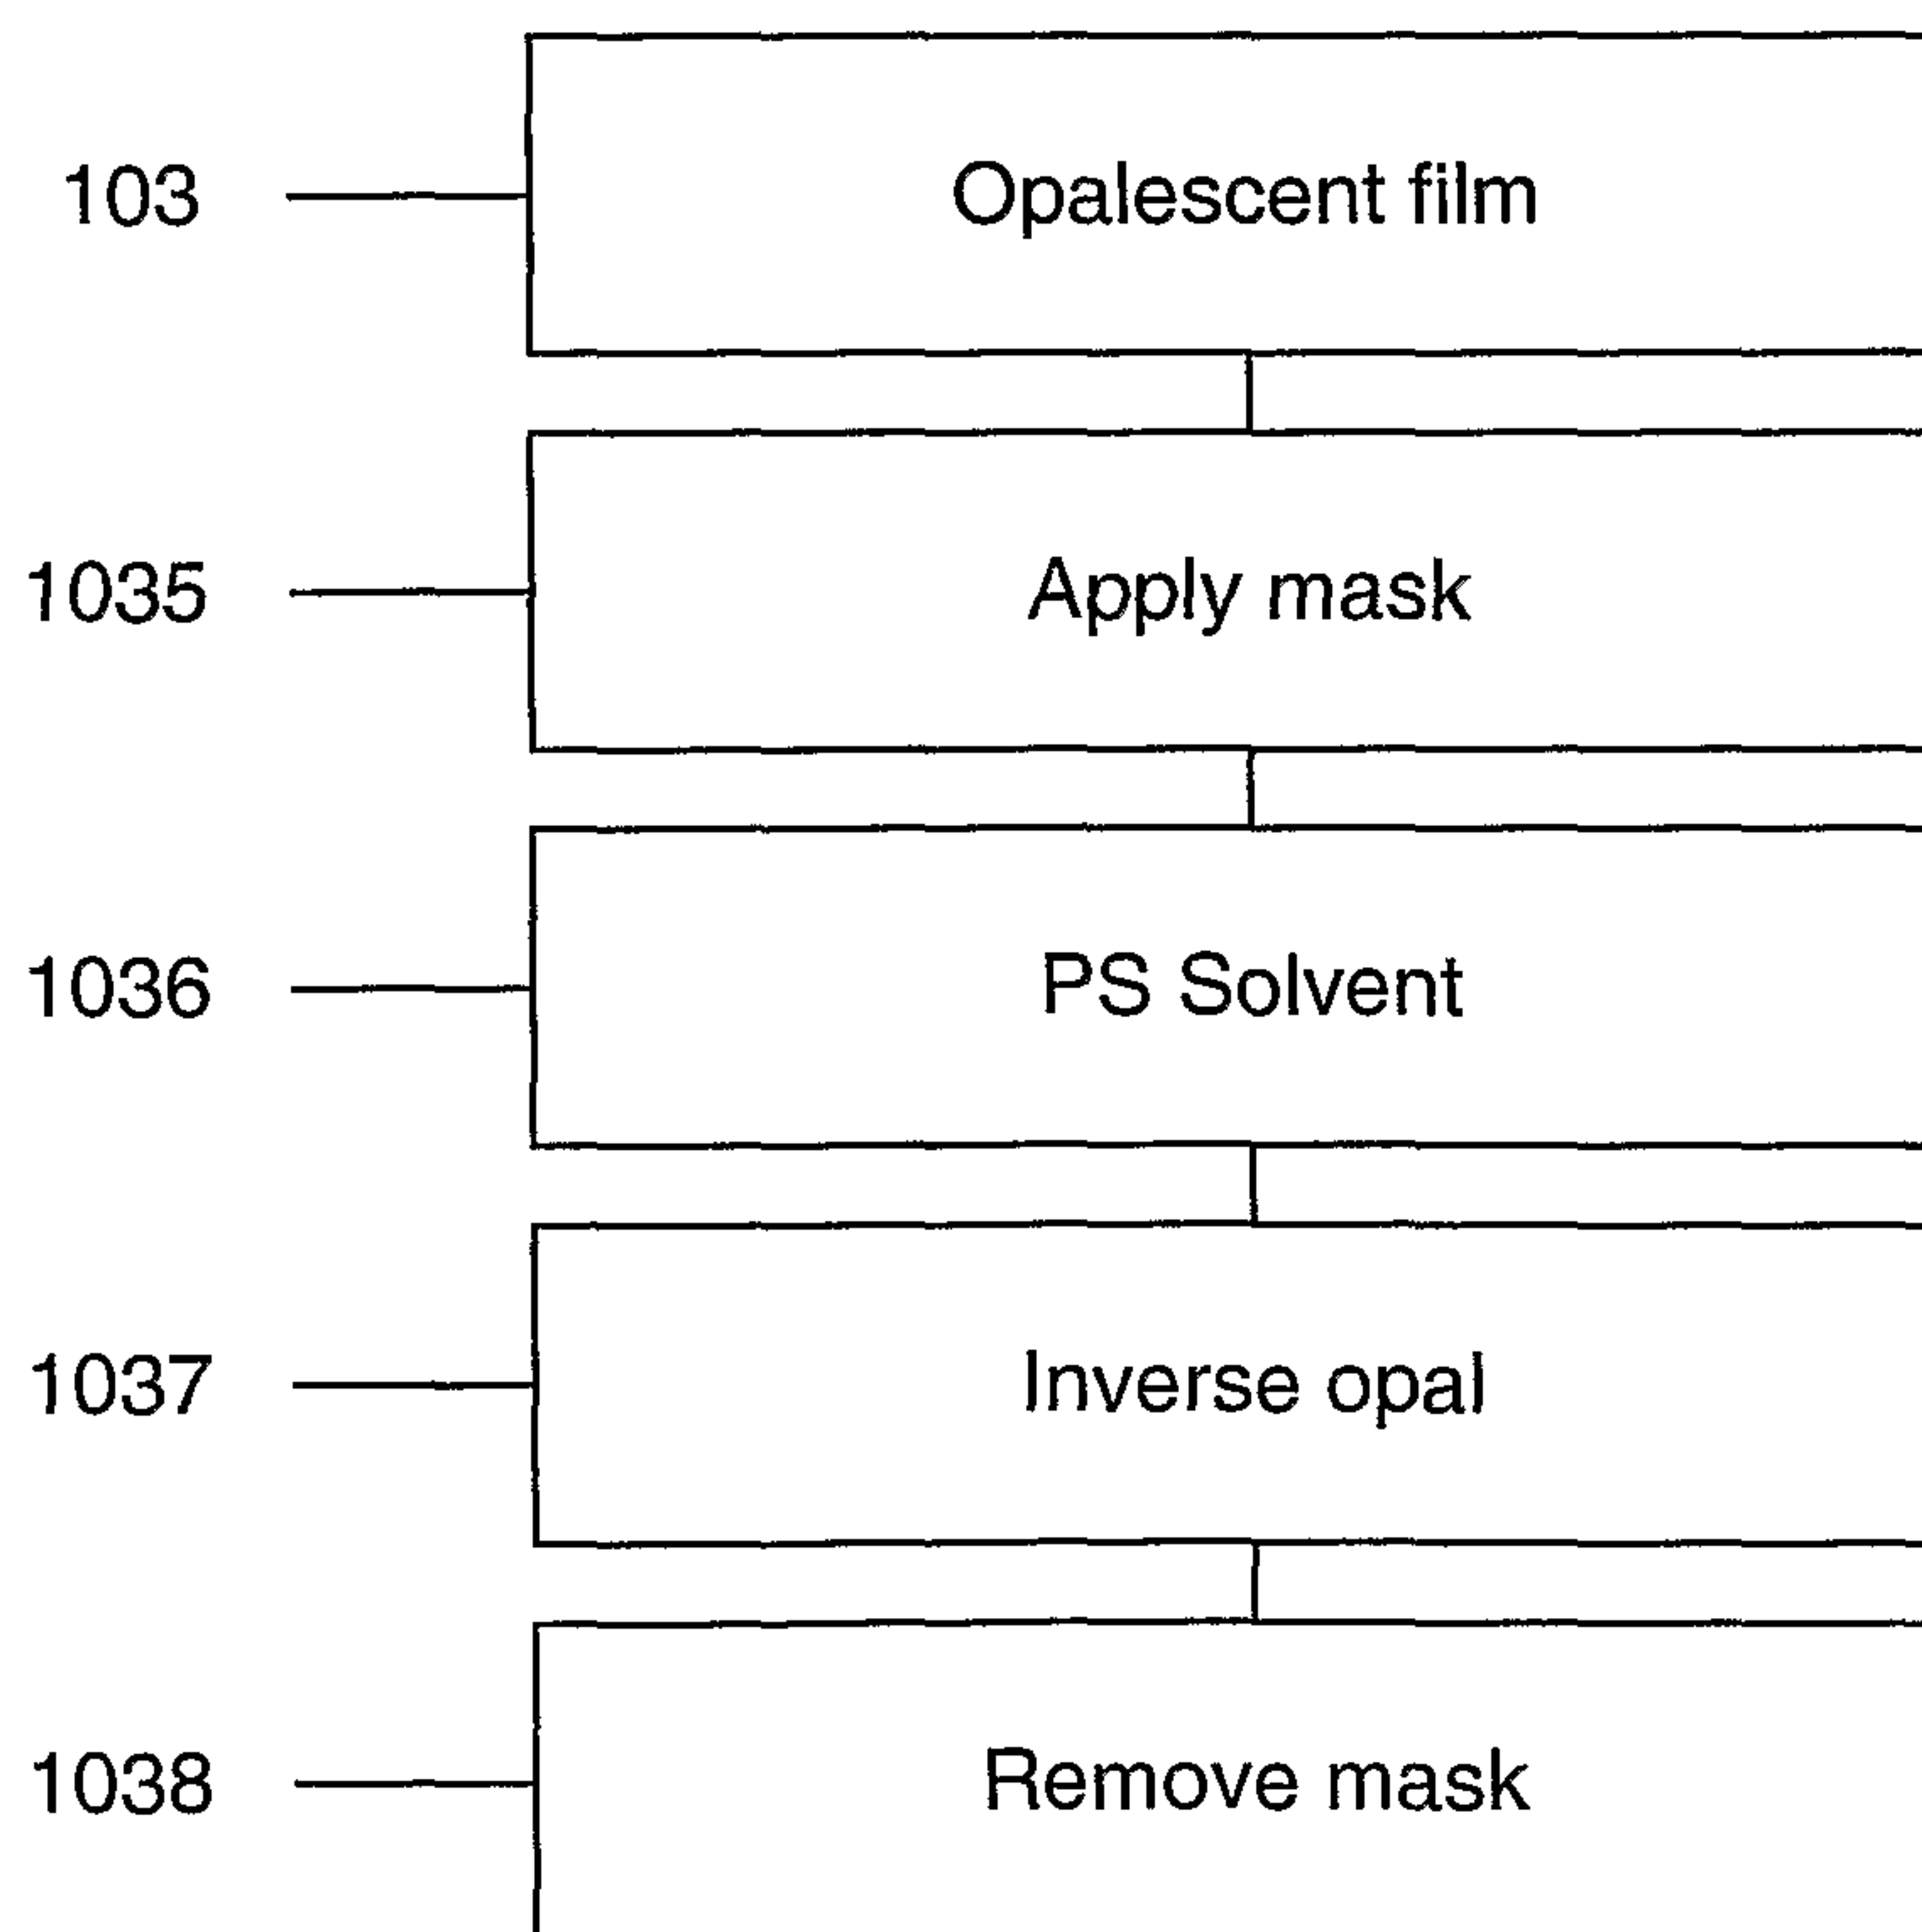 103 Opalescent film
1035 Apply mask
1036 PS Solvent
1037 Inverse opal
1038 Remove mask